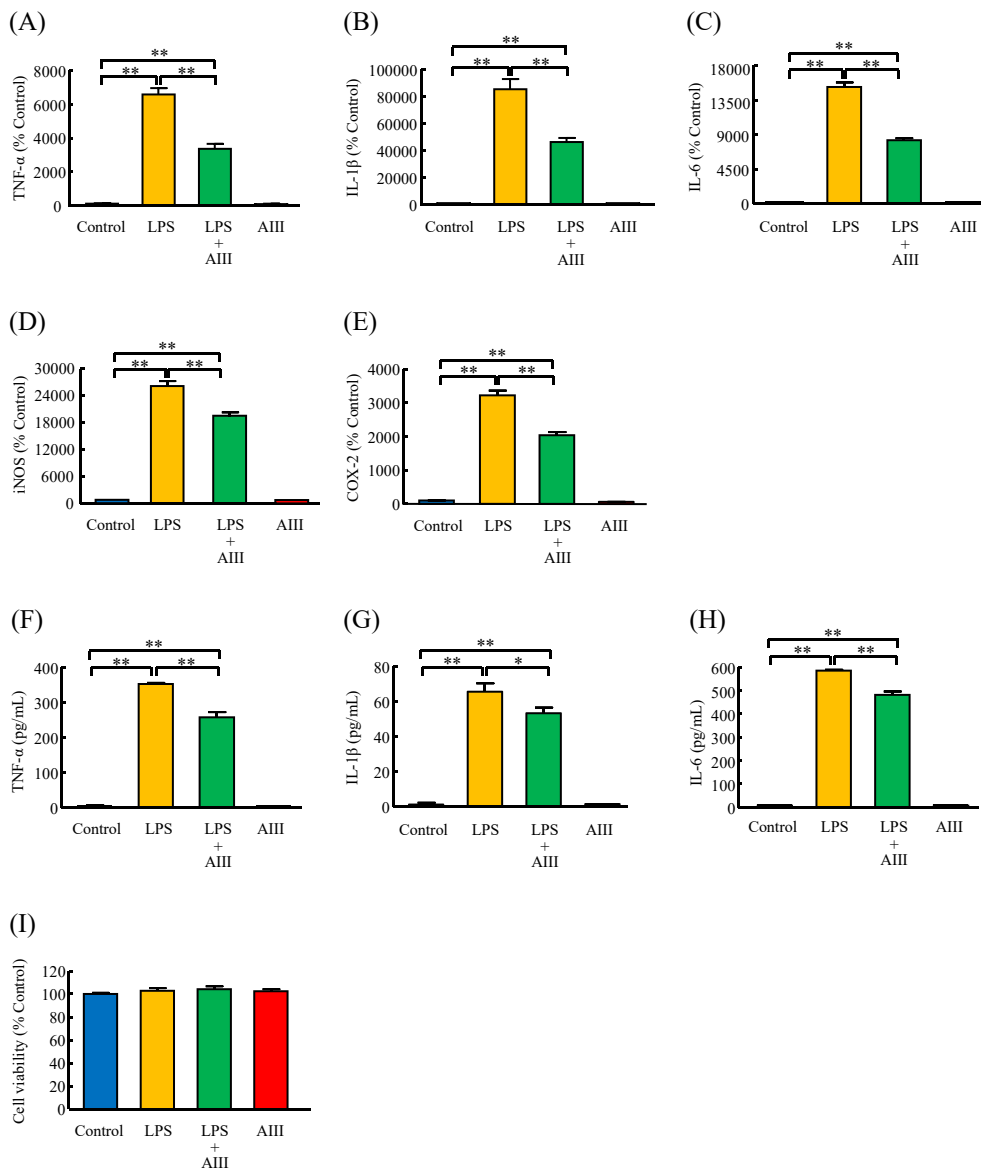 (A)
TNF-α (% Control)
8000
6000
4000
2000
0
**
**
**
Control
LPS
LPS
+
AIII
AIII
(B)
IL-1β (% Control)
100000
80000
60000
40000
20000
0
**
**
**
Control
LPS
LPS
+
AIII
AIII
(C)
IL-6 (% Control)
18000
13500
9000
4500
0
**
**
**
Control
LPS
LPS
+
AIII
AIII
(D)
iNOS (% Control)
30000
24000
18000
12000
6000
0
**
**
**
Control
LPS
LPS
+
AIII
AIII
(E)
COX-2 (% Control)
4000
3000
2000
1000
0
**
**
**
Control
LPS
LPS
+
AIII
AIII
(F)
TNF-α (pg/mL)
400
300
200
100
0
**
**
**
Control
LPS
LPS
+
AIII
AIII
(G)
IL-1β (pg/mL)
80
60
40
20
0
**
**
*
Control
LPS
LPS
+
AIII
AIII
(H)
IL-6 (pg/mL)
600
500
400
300
200
100
0
**
**
**
Control
LPS
LPS
+
AIII
AIII
(I)
Cell viability (% Control)
120
100
80
60
40
20
0
Control
LPS
LPS
+
AIII
AIII